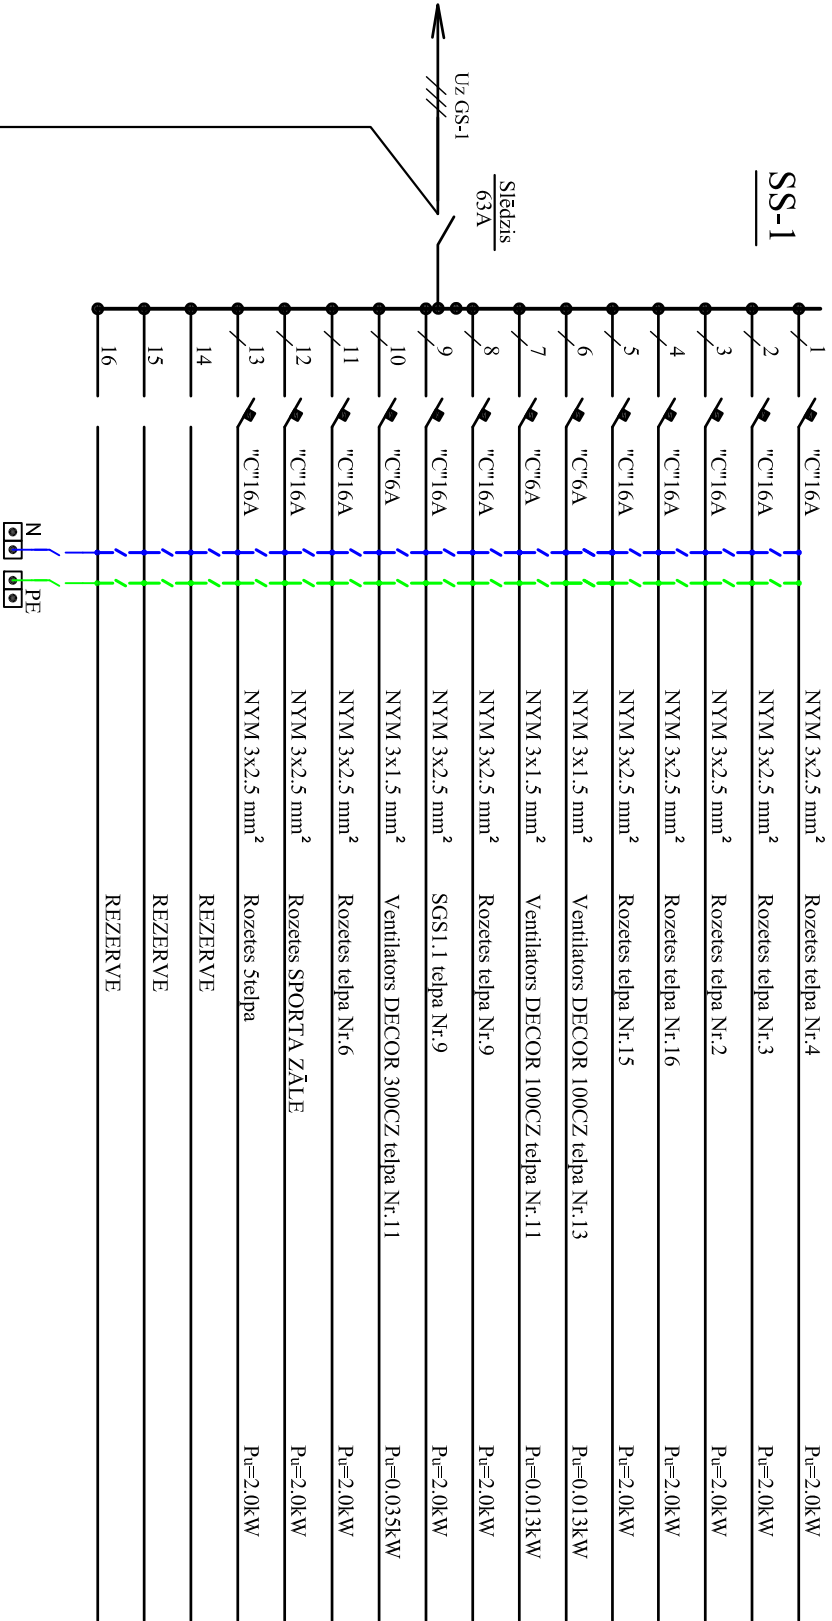 SS-1
Uz GS-1
Slēdzis
63A
1 "C"16A NYM 3x2.5 mm² Rozetes telpa Nr.4 Pu=2.0kW
2 "C"16A NYM 3x2.5 mm² Rozetes telpa Nr.3 Pu=2.0kW
3 "C"16A NYM 3x2.5 mm² Rozetes telpa Nr.2 Pu=2.0kW
4 "C"16A NYM 3x2.5 mm² Rozetes telpa Nr.16 Pu=2.0kW
5 "C"16A NYM 3x2.5 mm² Rozetes telpa Nr.15 Pu=2.0kW
6 "C"6A NYM 3x1.5 mm² Ventilators DECOR 100CZ telpa Nr.13 Pu=0.013kW
7 "C"6A NYM 3x1.5 mm² Ventilators DECOR 100CZ telpa Nr.11 Pu=0.013kW
8 "C"16A NYM 3x2.5 mm² Rozetes telpa Nr.9 Pu=2.0kW
9 "C"16A NYM 3x2.5 mm² SGS1.1 telpa Nr.9 Pu=2.0kW
10 "C"6A NYM 3x1.5 mm² Ventilators DECOR 300CZ telpa Nr.11 Pu=0.035kW
11 "C"16A NYM 3x2.5 mm² Rozetes telpa Nr.6 Pu=2.0kW
12 "C"16A NYM 3x2.5 mm² Rozetes SPORTA ZĀLE Pu=2.0kW
13 "C"16A NYM 3x2.5 mm² Rozetes 5telpa Pu=2.0kW
14 REZERVE
15 REZERVE
16 REZERVE
N PE